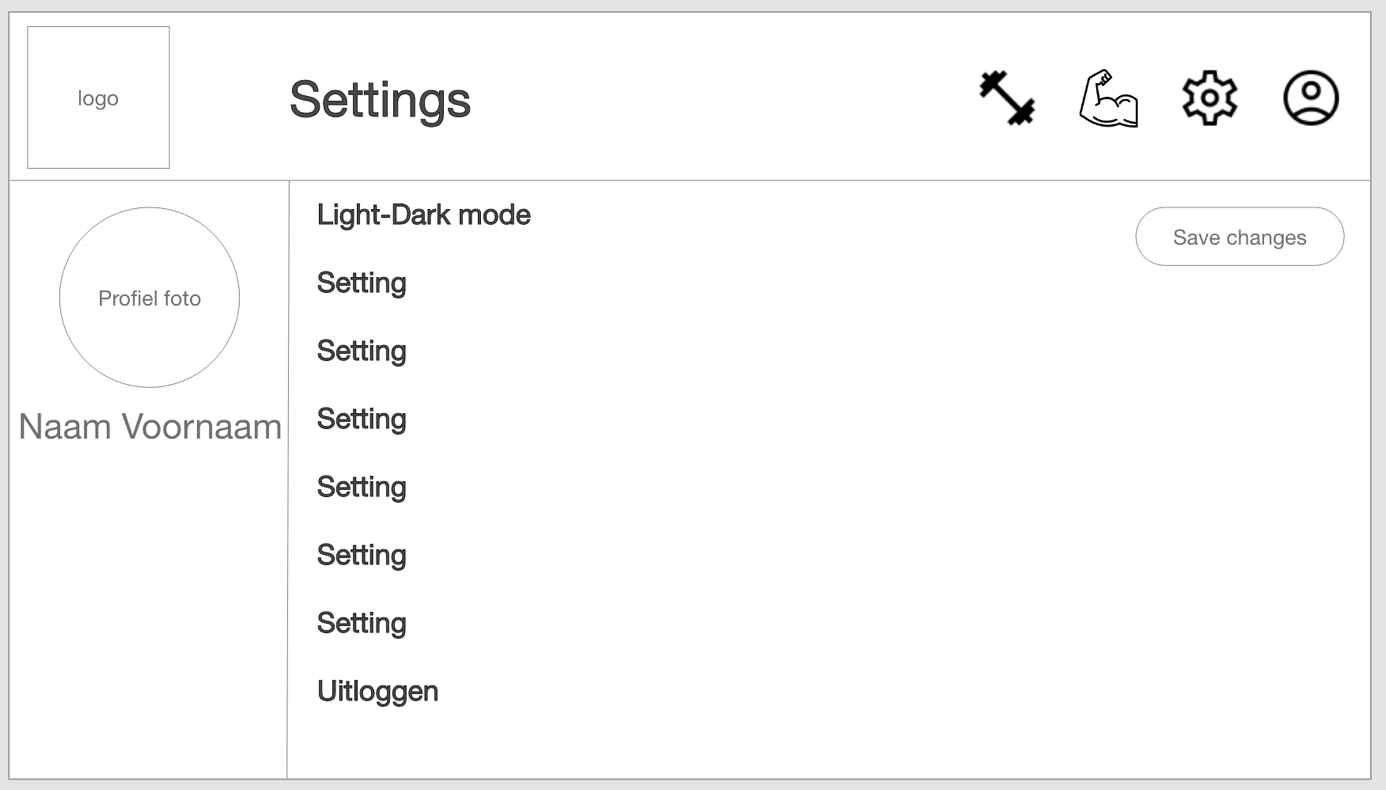 logo
Settings
Light-Dark mode
Save changes
Setting
Profiel foto
Setting
Setting
Naam Voornaam
Setting
Setting
Setting
Uitloggen